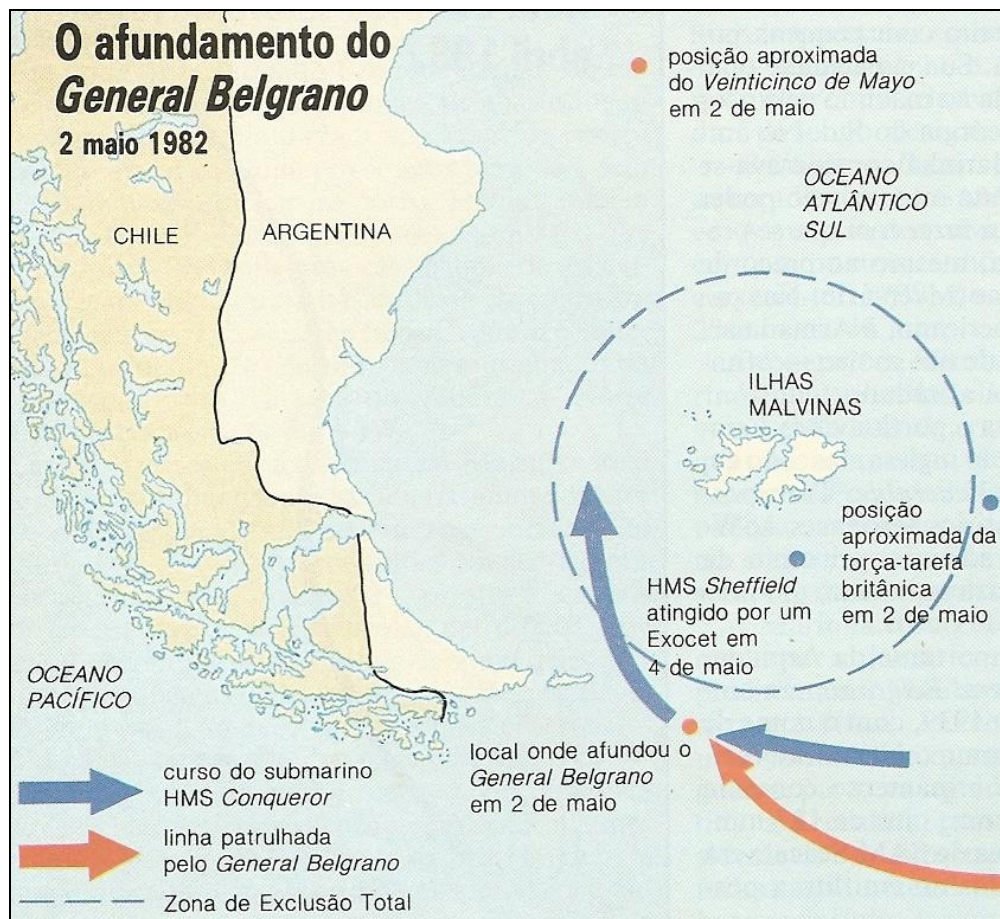 O afundamento do
General Belgrano
2 maio 1982
posição aproximada
do Veinticinco de Mayo
em 2 de maio
OCEANO
ATLÂNTICO
SUL
CHILE
ARGENTINA
ILHAS
MALVINAS
posição
aproximada da
força-tarefa
britânica
em 2 de maio
HMS Sheffield
atingido por um
Exocet em
4 de maio
OCEANO
PACÍFICO
local onde afundou o
General Belgrano
em 2 de maio
curso do submarino
HMS Conqueror
linha patrulhada
pelo General Belgrano
Zona de Exclusão Total